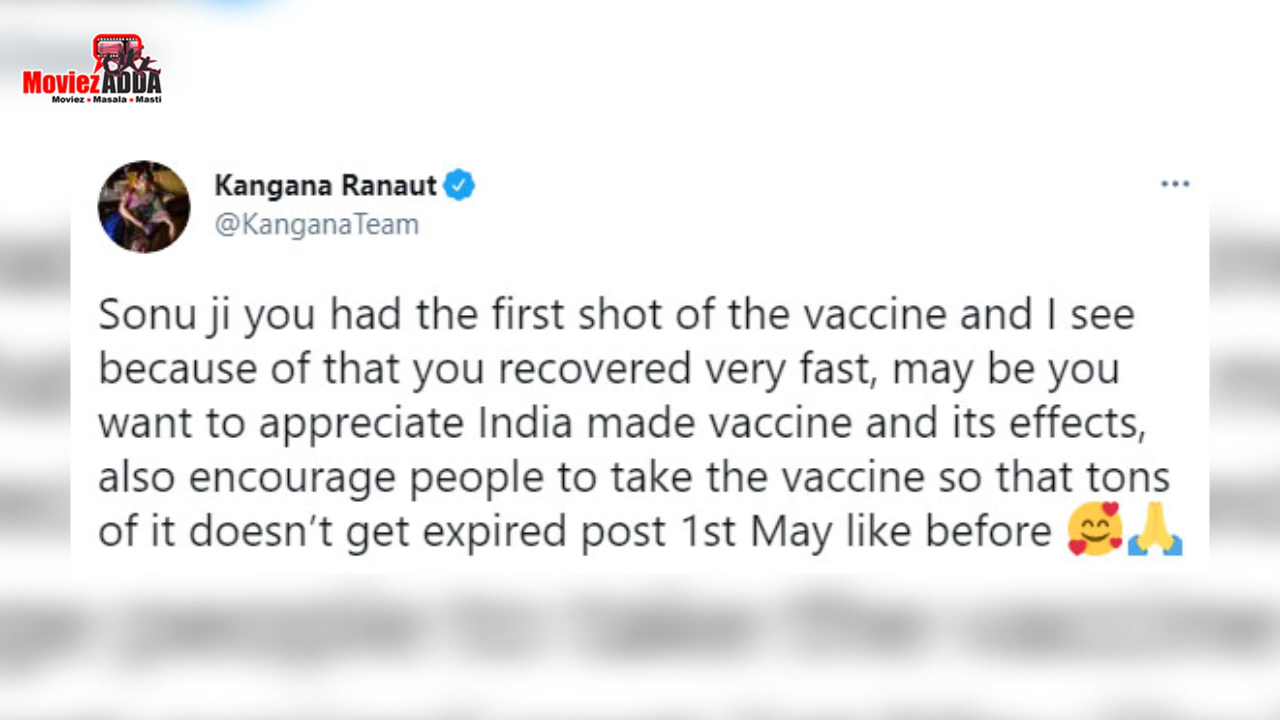 MoviezADDA
Moviez • Masala • Masti
Kangana Ranaut
@KanganaTeam
Sonu ji you had the first shot of the vaccine and I see
because of that you recovered very fast, may be you
want to appreciate India made vaccine and its effects,
also encourage people to take the vaccine so that tons
of it doesn't get expired post 1st May like before 🥰🙏